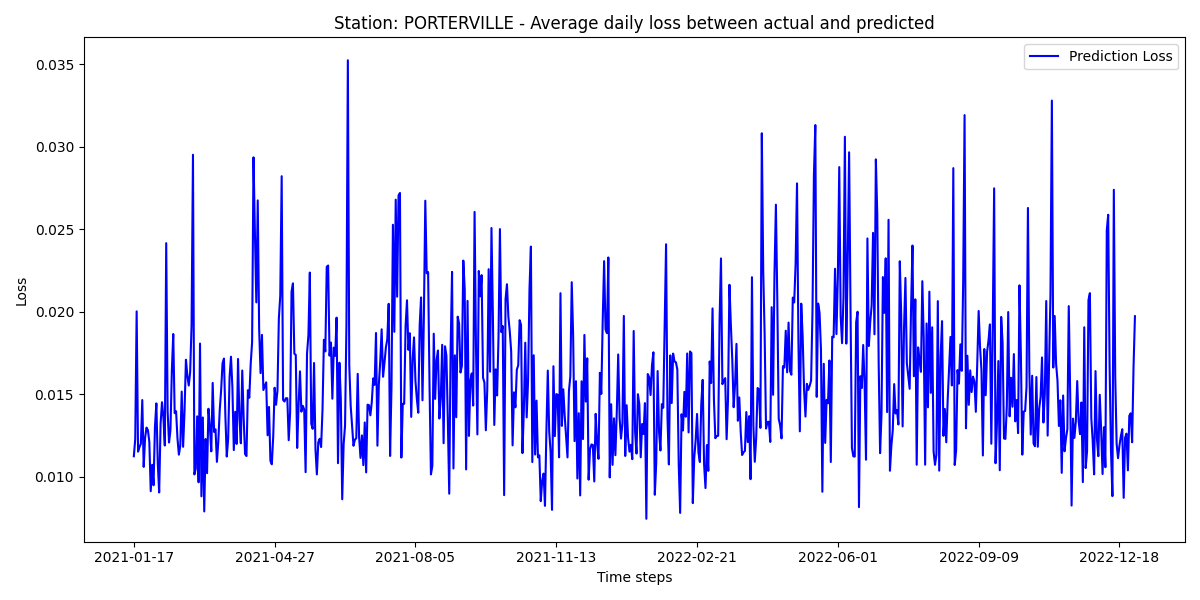 Station: PORTERVILLE - Average daily loss between actual and predicted
Prediction Loss
Loss
0.035
0.030
0.025
0.020
0.015
0.010
2021-01-17 2021-04-27 2021-08-05 2021-11-13 2022-02-21 2022-06-01 2022-09-09 2022-12-18
Time steps